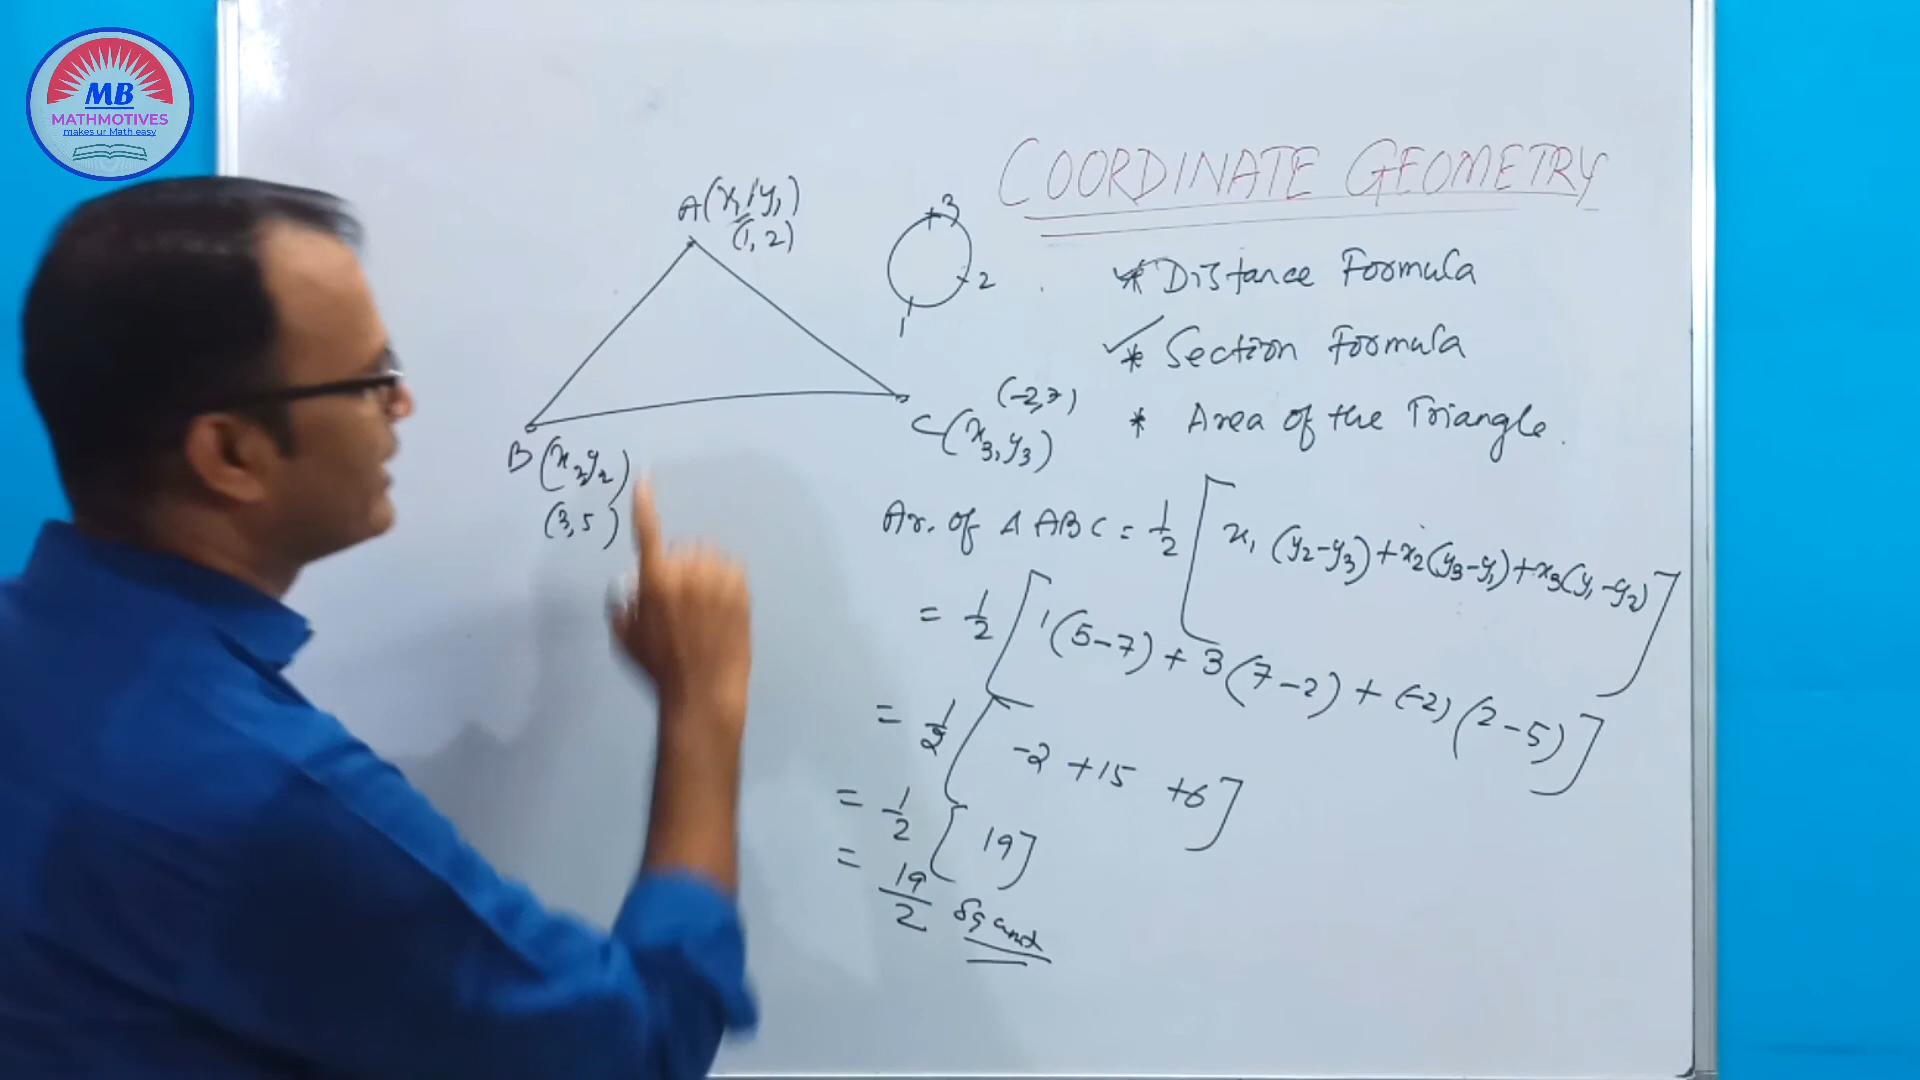 MB
MATHMOTIVES
makes ur Math easy
COORDINATE GEOMETRY
* Distance Formula
✓* Section Formula
* Area of the Triangle.
A(x₁, y₁)
(1, 2)
3
2
1
(-2, 7)
C(x₃, y₃)
B(x₂, y₂)
(3, 5)
Ar. of Δ ABC = 1/2 [x₁ (y₂-y₃)+x₂(y₃-y₁)+x₃(y₁-y₂)]
= 1/2 [1(5-7) + 3(7-2) + (-2)(2-5)]
= 1/2 [-2 +15 +6]
= 1/2 [19]
= 19/2 sq